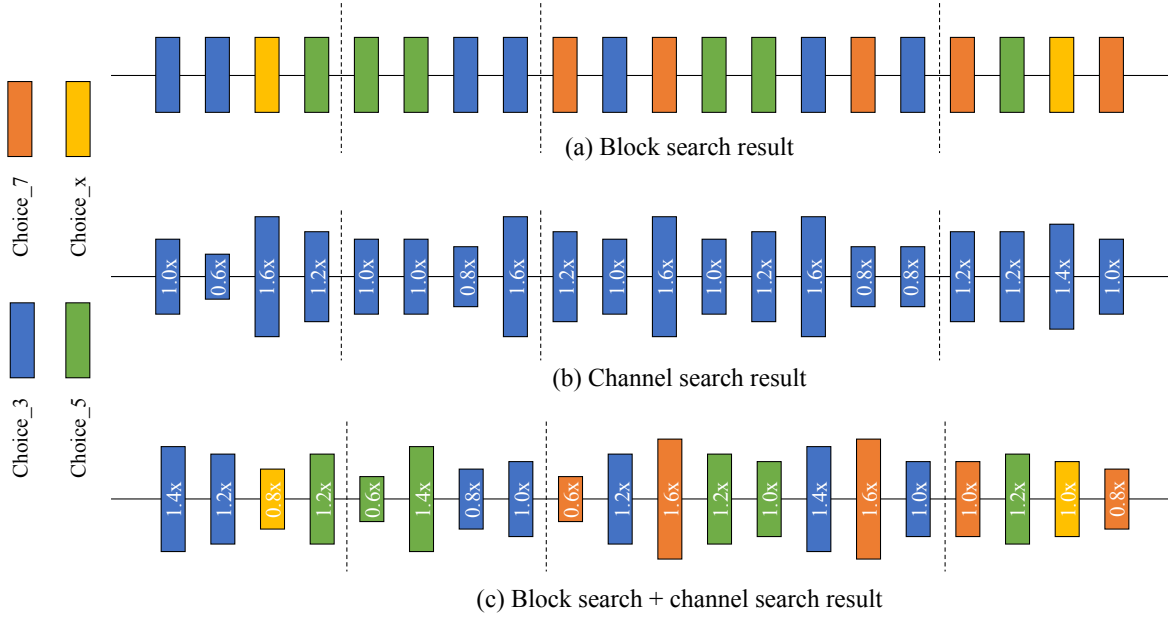 (a) Block search result
Choice_7
Choice_x
1.0x
0.6x
1.6x
1.2x
1.0x
1.0x
0.8x
1.6x
1.2x
1.0x
1.6x
1.0x
1.2x
1.6x
0.8x
0.8x
1.2x
1.2x
1.4x
1.0x
(b) Channel search result
Choice_3
Choice_5
1.4x
1.2x
0.8x
1.2x
0.6x
1.4x
0.8x
1.0x
0.6x
1.2x
1.6x
1.2x
1.0x
1.4x
1.6x
1.0x
1.0x
1.2x
1.0x
0.8x
(c) Block search + channel search result